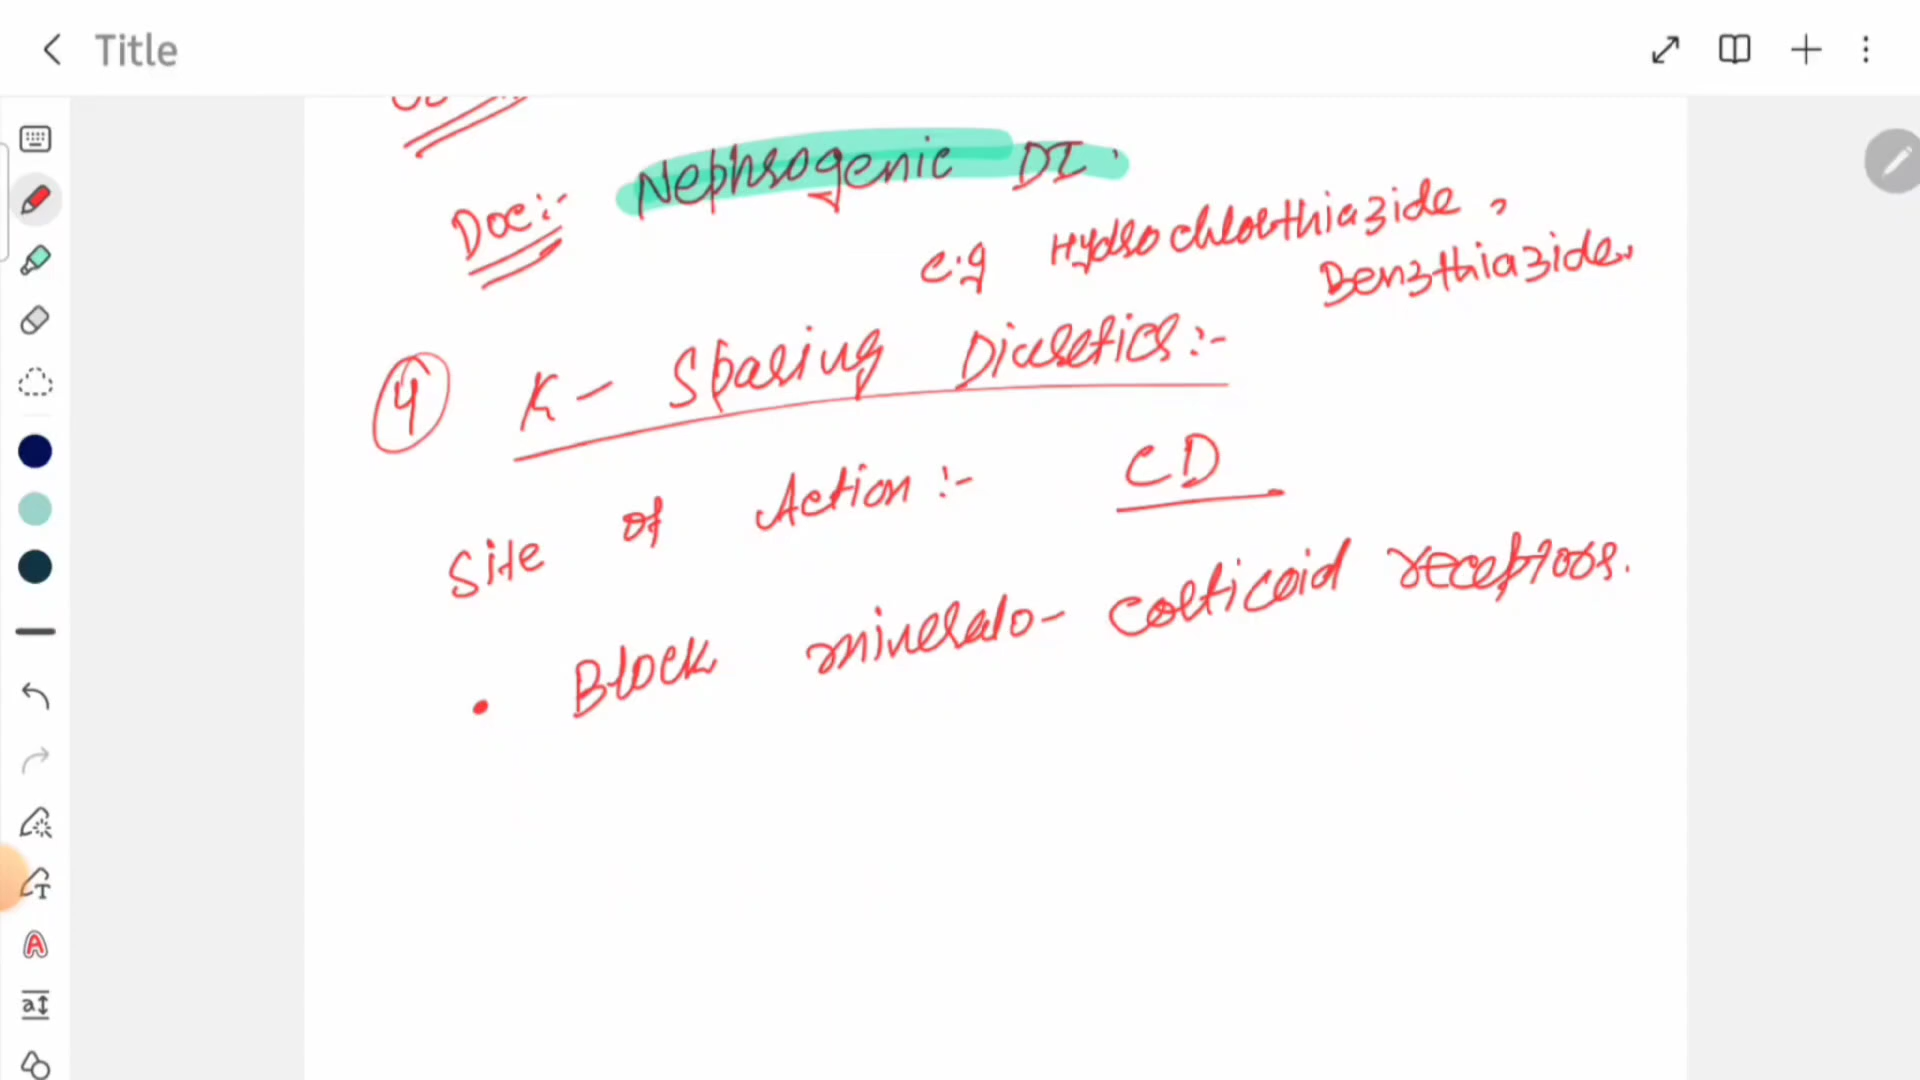 Title
Doc:- Nephrogenic DI.
e.g Hydrochlorthiazide,
Benzthiazide.
4 K- Sparing Diuretics:-
Site of Action:- CD
• Block mineralo-corticoid receptors.